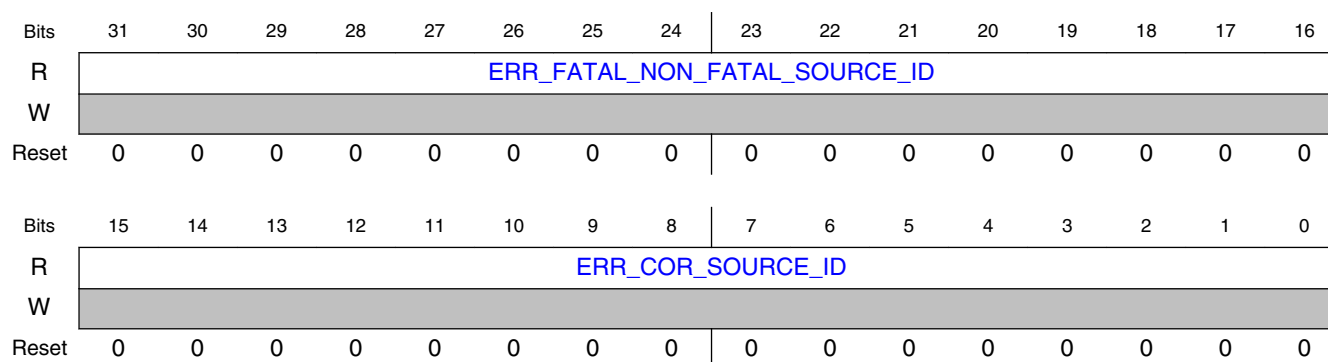 Bits 31 30 29 28 27 26 25 24 23 22 21 20 19 18 17 16
R ERR_FATAL_NON_FATAL_SOURCE_ID
W
Reset 0 0 0 0 0 0 0 0 0 0 0 0 0 0 0 0
Bits 15 14 13 12 11 10 9 8 7 6 5 4 3 2 1 0
R ERR_COR_SOURCE_ID
W
Reset 0 0 0 0 0 0 0 0 0 0 0 0 0 0 0 0